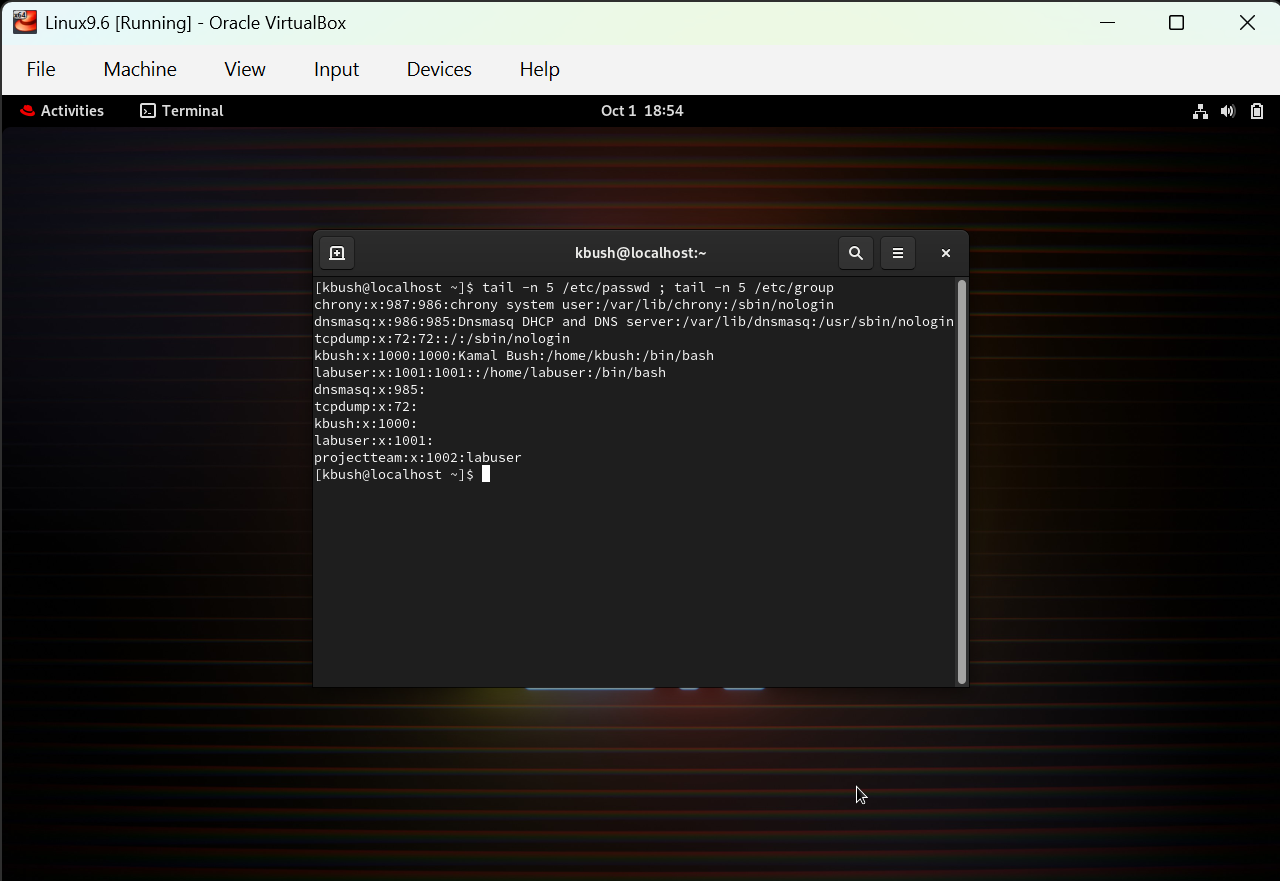 Linux9.6 [Running] - Oracle VirtualBox
File Machine View Input Devices Help
Activities Terminal Oct 1 18:54
kbush@localhost:~
[kbush@localhost ~]$ tail -n 5 /etc/passwd ; tail -n 5 /etc/group
chrony:x:987:986:chrony system user:/var/lib/chrony:/sbin/nologin
dnsmasq:x:986:985:Dnsmasq DHCP and DNS server:/var/lib/dnsmasq:/usr/sbin/nologin
tcpdump:x:72:72::/:/sbin/nologin
kbush:x:1000:1000:Kamal Bush:/home/kbush:/bin/bash
labuser:x:1001:1001::/home/labuser:/bin/bash
dnsmasq:x:985:
tcpdump:x:72:
kbush:x:1000:
labuser:x:1001:
projectteam:x:1002:labuser
[kbush@localhost ~]$